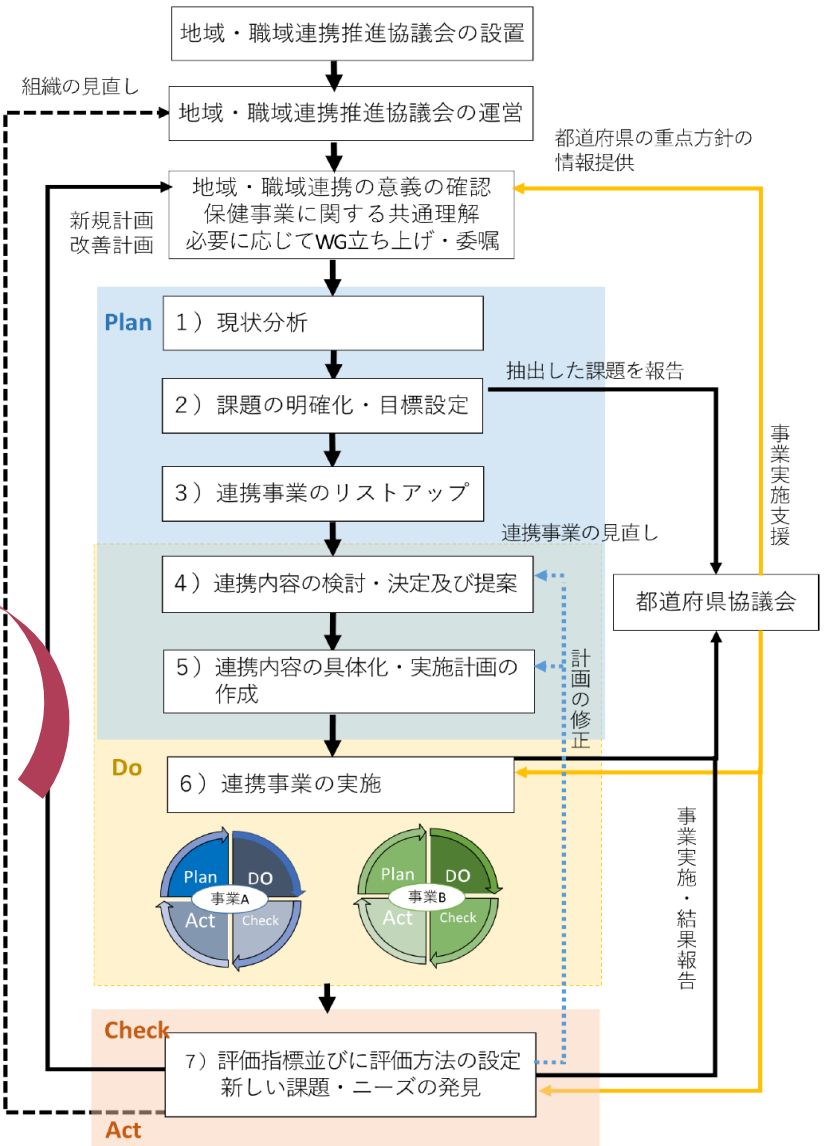 地域・職域連携推進協議会の設置
組織の見直し
地域・職域連携推進協議会の運営
都道府県の重点方針の
情報提供
地域・職域連携の意義の確認
保健事業に関する共通理解
必要に応じてWG立ち上げ・委嘱
新規計画
改善計画
Plan
1）現状分析
抽出した課題を報告
2）課題の明確化・目標設定
事業実施支援
3）連携事業のリストアップ
連携事業の見直し
4）連携内容の検討・決定及び提案
都道府県協議会
5）連携内容の具体化・実施計画の
作成
計画の修正
Do
6）連携事業の実施
事業実施・結果報告
Plan
DO
事業A
Act
Check
Plan
DO
事業B
Act
Check
Check
7）評価指標並びに評価方法の設定
新しい課題・ニーズの発見
Act